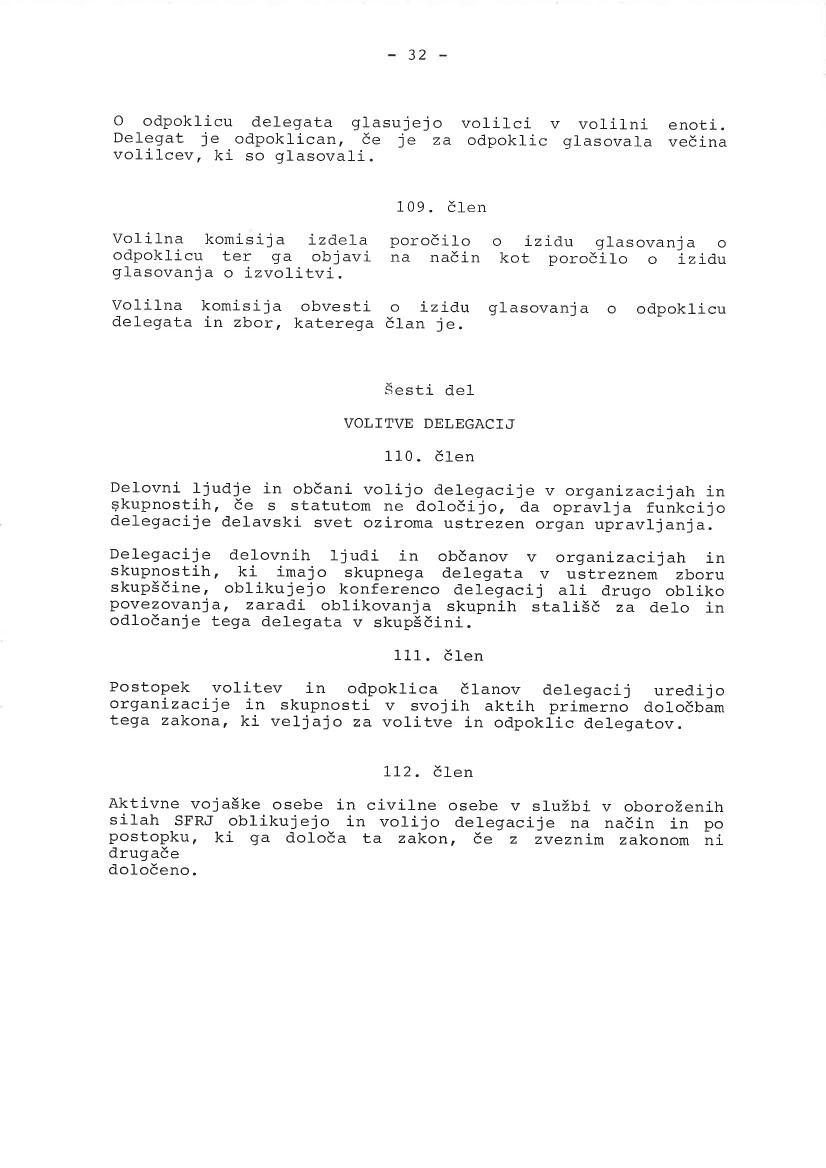 - 32 -
O odpoklicu delegata glasujejo volilci v volilni enoti.
Delegat je odpoklican, če je za odpoklic glasovala večina
volilcev, ki so glasovali.
109. člen
Volilna komisija izdela poročilo o izidu glasovanja o
odpoklicu ter ga objavi na način kot poročilo o izidu
glasovanja o izvolitvi.
Volilna komisija obvesti o izidu glasovanja o odpoklicu
delegata in zbor, katerega član je.
Šesti del
VOLITVE DELEGACIJ
110. člen
Delovni ljudje in občani volijo delegacije v organizacijah in
skupnostih, če s statutom ne določijo, da opravlja funkcijo
delegacije delavski svet oziroma ustrezen organ upravljanja.
Delegacije delovnih ljudi in občanov v organizacijah in
skupnostih, ki imajo skupnega delegata v ustreznem zboru
skupščine, oblikujejo konferenco delegacij ali drugo obliko
povezovanja, zaradi oblikovanja skupnih stališč za delo in
odločanje tega delegata v skupščini.
111. člen
Postopek volitev in odpoklica članov delegacij uredijo
organizacije in skupnosti v svojih aktih primerno določbam
tega zakona, ki veljajo za volitve in odpoklic delegatov.
112. člen
Aktivne vojaške osebe in civilne osebe v službi v oboroženih
silah SFRJ oblikujejo in volijo delegacije na način in po
postopku, ki ga določa ta zakon, če z zveznim zakonom ni
drugače
določeno.